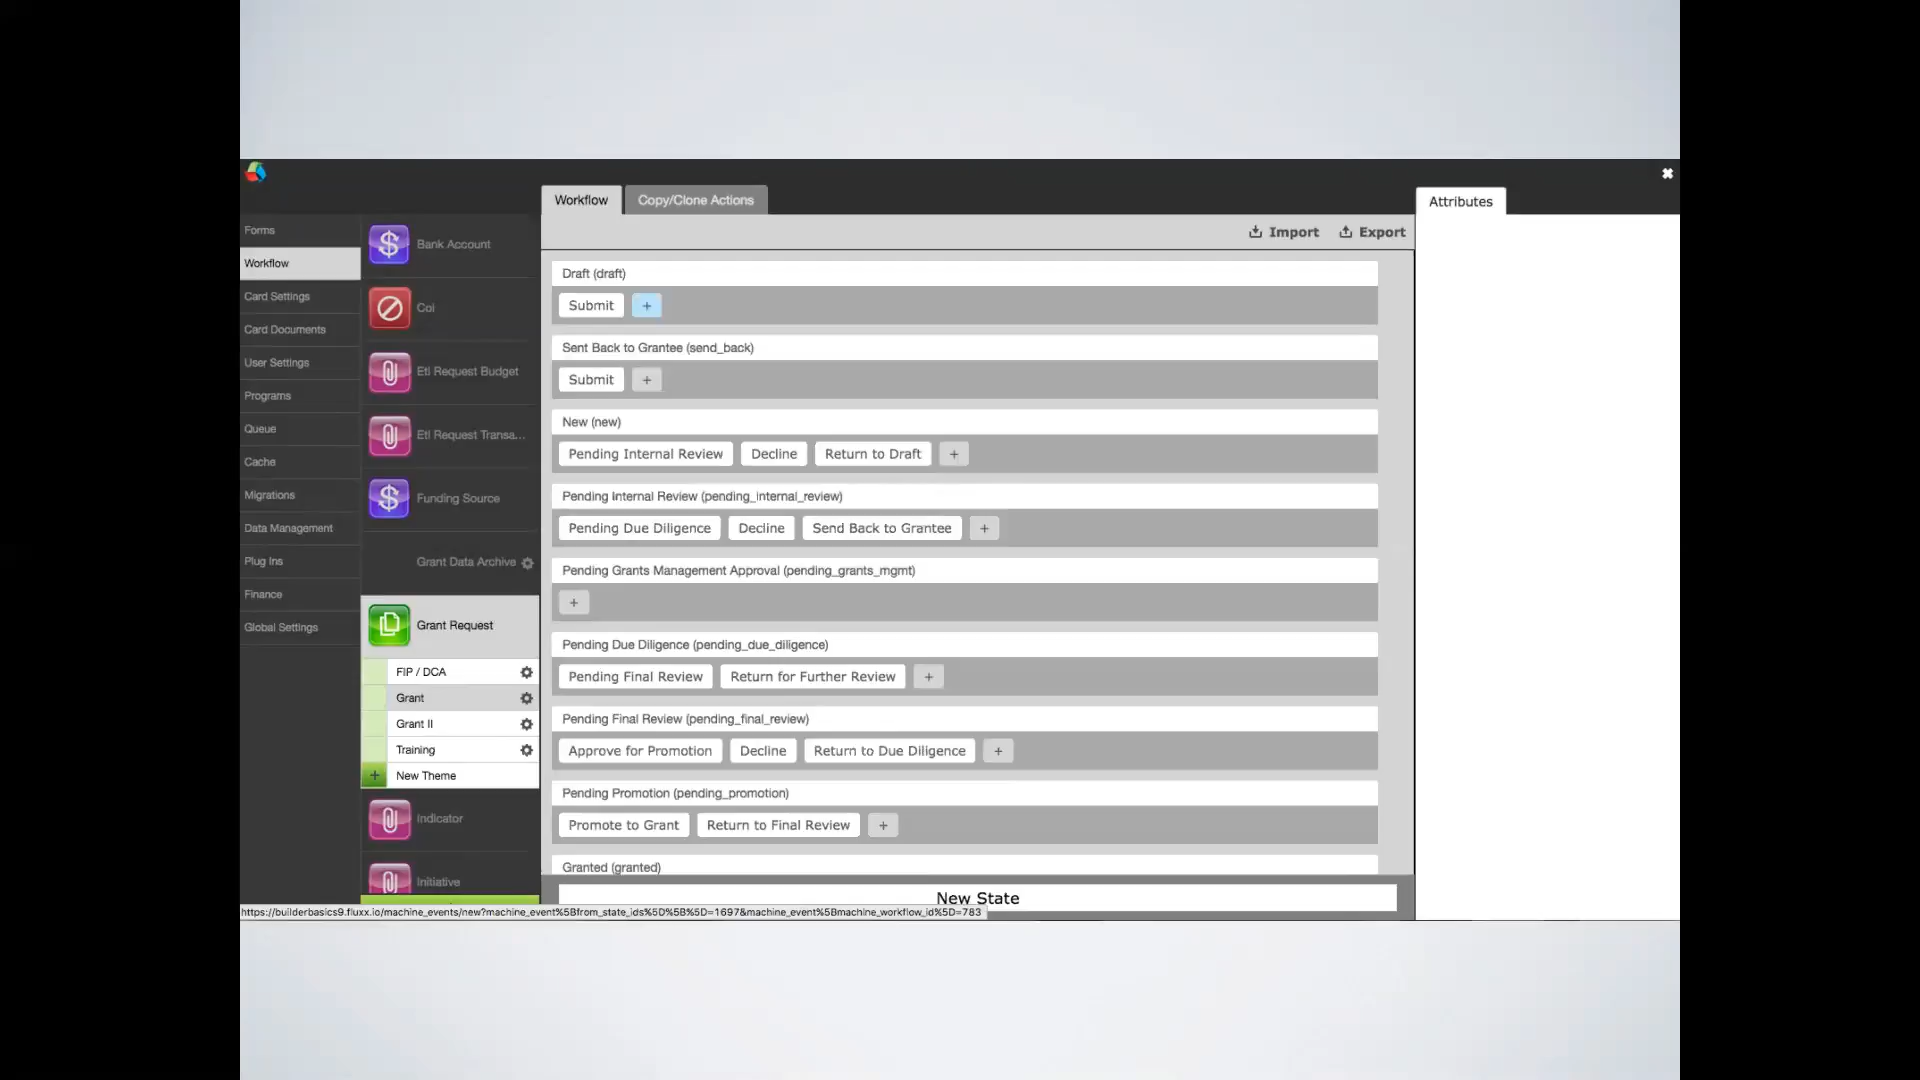 Workflow
Copy/Clone Actions
Attributes
Import
Export
Forms
Workflow
Card Settings
Card Documents
User Settings
Programs
Queue
Cache
Migrations
Data Management
Plug Ins
Finance
Global Settings
Bank Account
CoI
Etl Request Budget
Etl Request Transa...
Funding Source
Grant Data Archive
Grant Request
FIP / DCA
Grant
Grant II
Training
+ New Theme
Indicator
Initiative
Draft (draft)
Submit +
Sent Back to Grantee (send_back)
Submit +
New (new)
Pending Internal Review Decline Return to Draft +
Pending Internal Review (pending_internal_review)
Pending Due Diligence Decline Send Back to Grantee +
Pending Grants Management Approval (pending_grants_mgmt)
+
Pending Due Diligence (pending_due_diligence)
Pending Final Review Return for Further Review +
Pending Final Review (pending_final_review)
Approve for Promotion Decline Return to Due Diligence +
Pending Promotion (pending_promotion)
Promote to Grant Return to Final Review +
Granted (granted)
New State
https://builderbasics9.fluxx.io/machine_events/new?machine_event%5Bfrom_state_ids%5D%5B%5D=1697&machine_event%5Bmachine_workflow_id%5D=783